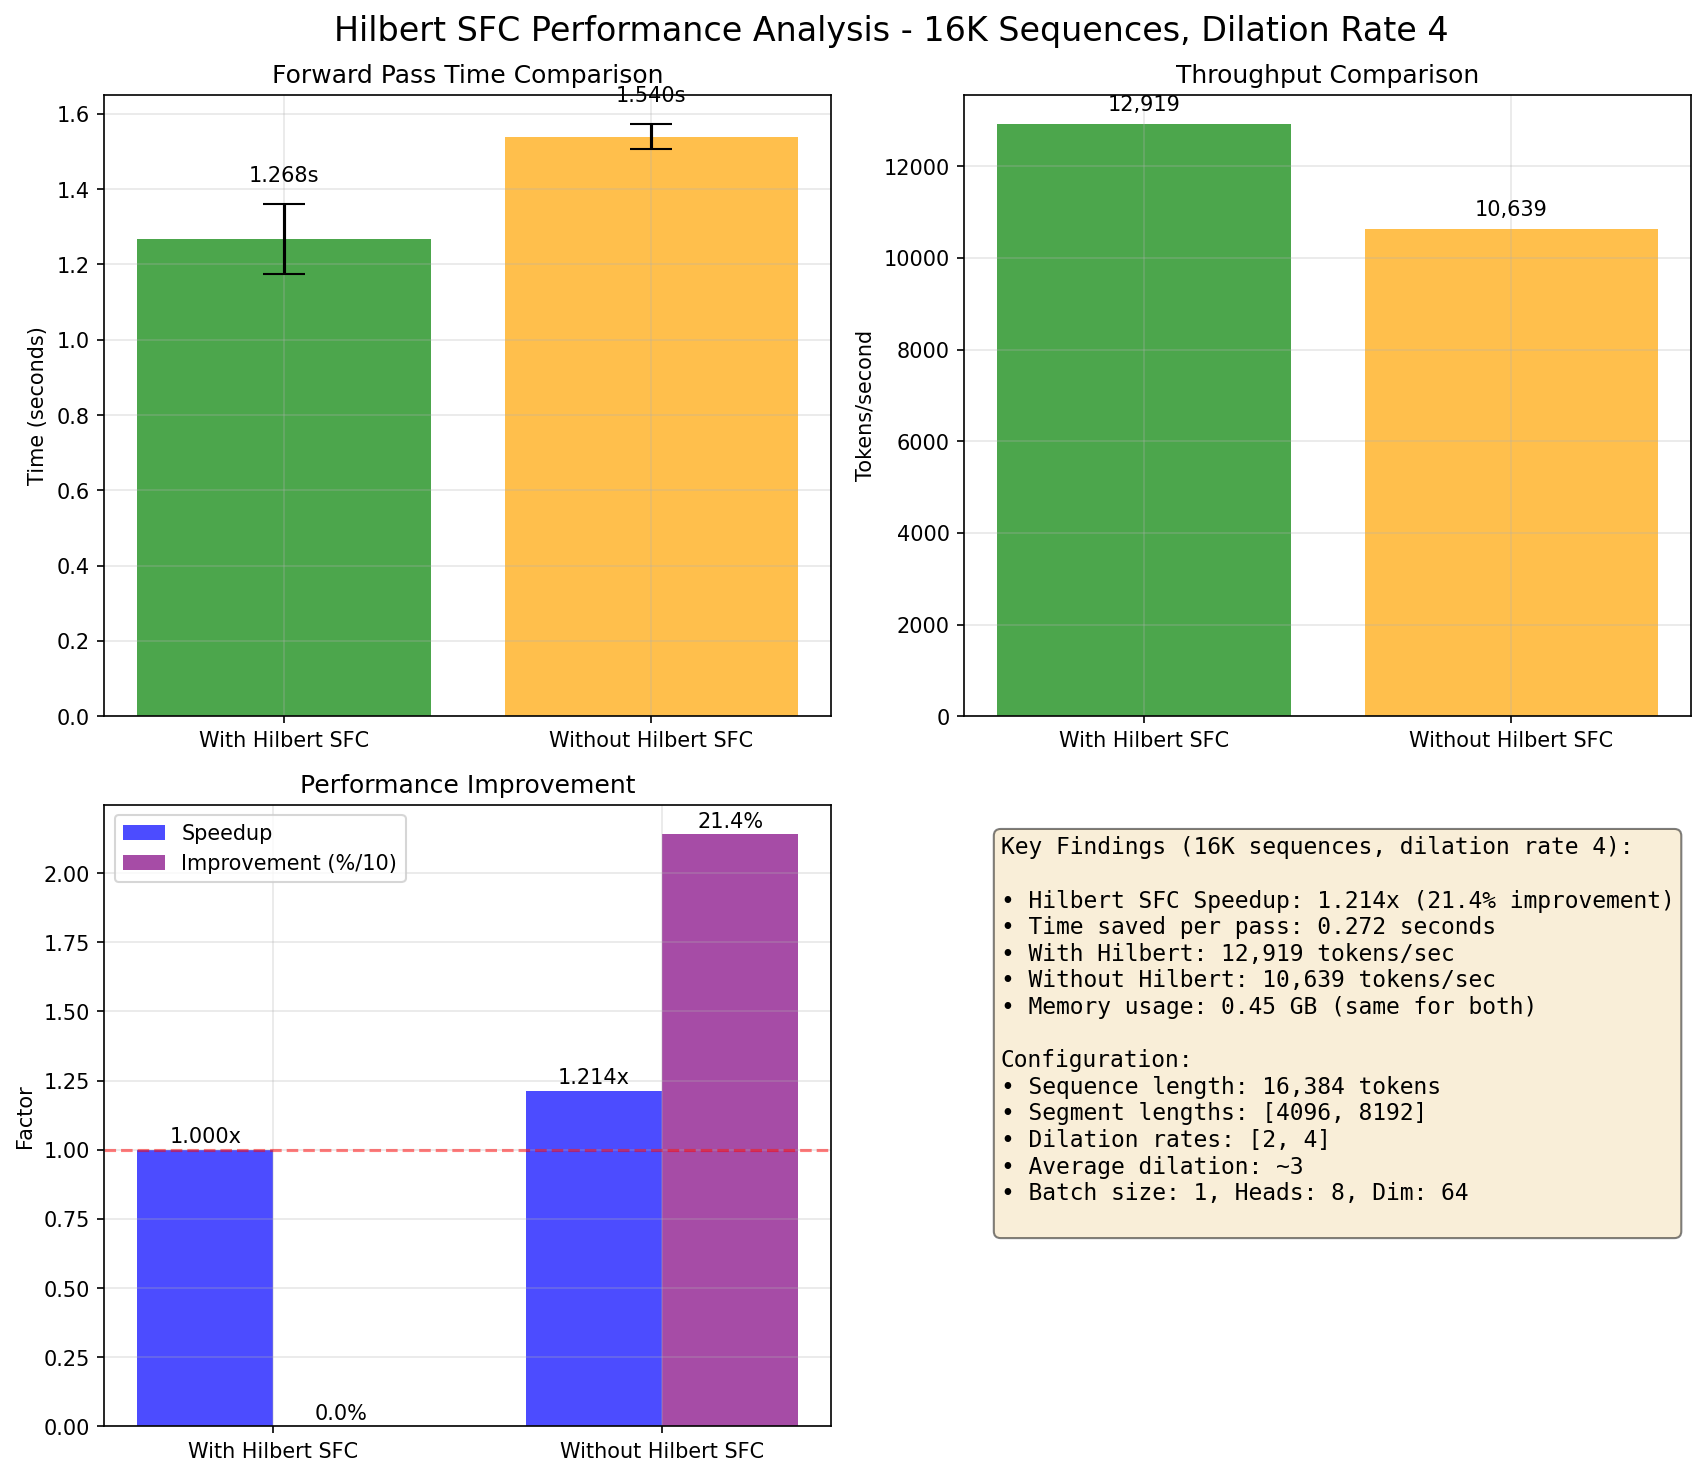 Hilbert SFC Performance Analysis - 16K Sequences, Dilation Rate 4
Forward Pass Time Comparison
1.540s
1.268s
1.6
1.4
1.2
1.0
0.8
0.6
0.4
0.2
0.0
Time (seconds)
With Hilbert SFC
Without Hilbert SFC
Throughput Comparison
12,919
10,639
12000
10000
8000
6000
4000
2000
0
Tokens/second
With Hilbert SFC
Without Hilbert SFC
Performance Improvement
Speedup
Improvement (%/10)
21.4%
1.214x
1.000x
0.0%
2.00
1.75
1.50
1.25
1.00
0.75
0.50
0.25
0.00
Factor
With Hilbert SFC
Without Hilbert SFC
Key Findings (16K sequences, dilation rate 4):
• Hilbert SFC Speedup: 1.214x (21.4% improvement)
• Time saved per pass: 0.272 seconds
• With Hilbert: 12,919 tokens/sec
• Without Hilbert: 10,639 tokens/sec
• Memory usage: 0.45 GB (same for both)
Configuration:
• Sequence length: 16,384 tokens
• Segment lengths: [4096, 8192]
• Dilation rates: [2, 4]
• Average dilation: ~3
• Batch size: 1, Heads: 8, Dim: 64